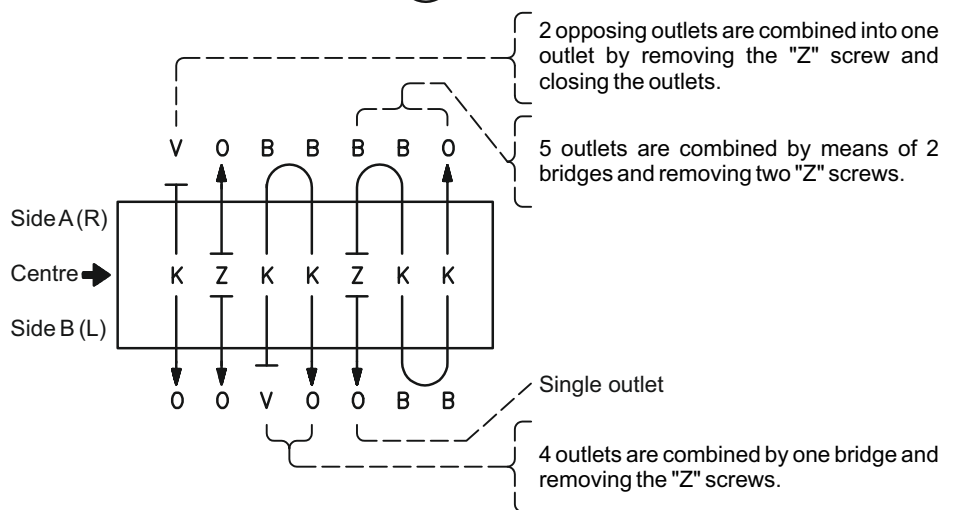 2 opposing outlets are combined into one
outlet by removing the "Z" screw and
closing the outlets.
V O B B B B O
5 outlets are combined by means of 2
bridges and removing two "Z" screws.
Side A (R)
Centre
K Z K K Z K K
Side B (L)
O O V O O B B
Single outlet
4 outlets are combined by one bridge and
removing the "Z" screws.